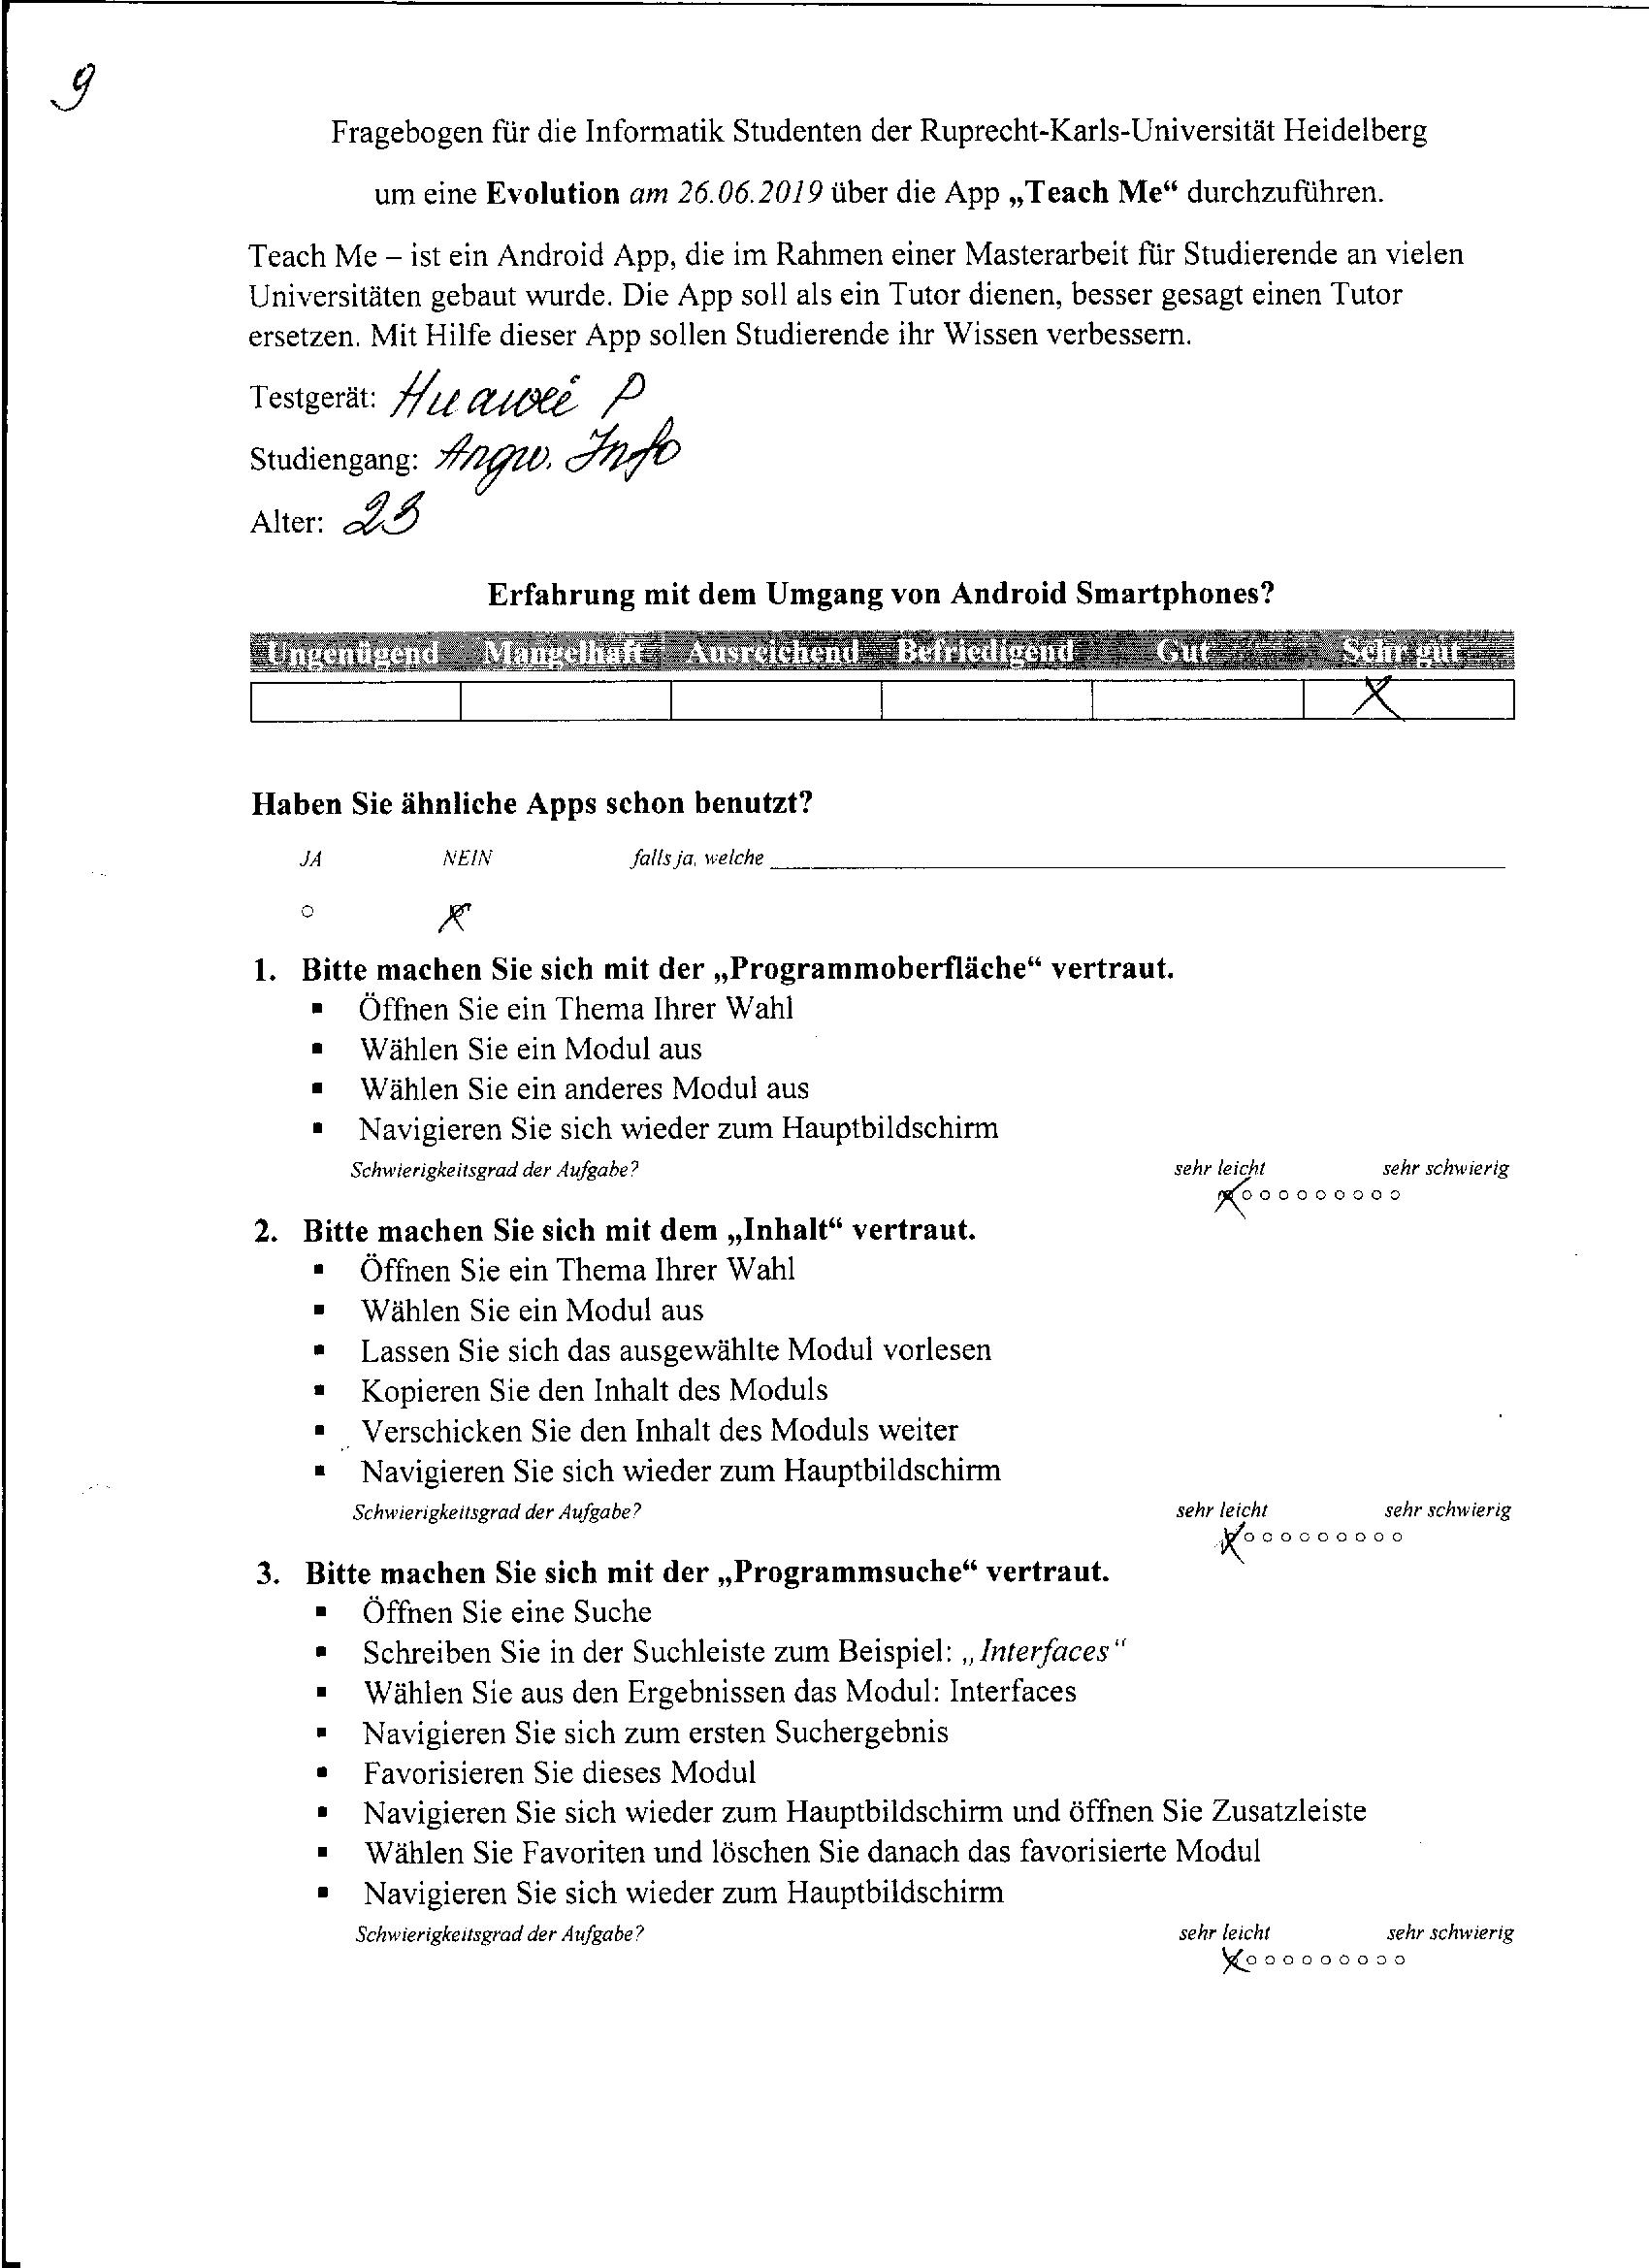 9
Fragebogen für die Informatik Studenten der Ruprecht-Karls-Universität Heidelberg
um eine Evolution am 26.06.2019 über die App „Teach Me“ durchzuführen.
Teach Me – ist ein Android App, die im Rahmen einer Masterarbeit für Studierende an vielen
Universitäten gebaut wurde. Die App soll als ein Tutor dienen, besser gesagt einen Tutor
ersetzen. Mit Hilfe dieser App sollen Studierende ihr Wissen verbessern.
Testgerät: Huawei P
Studiengang: Angw. Info
Alter: 23
Erfahrung mit dem Umgang von Android Smartphones?
Ungenügend Mangelhaft Ausreichend Befriedigend Gut Sehr gut
X
Haben Sie ähnliche Apps schon benutzt?
JA NEIN falls ja, welche
1. Bitte machen Sie sich mit der „Programmoberfläche“ vertraut.
▪ Öffnen Sie ein Thema Ihrer Wahl
▪ Wählen Sie ein Modul aus
▪ Wählen Sie ein anderes Modul aus
▪ Navigieren Sie sich wieder zum Hauptbildschirm
Schwierigkeitsgrad der Aufgabe? sehr leicht sehr schwierig
2. Bitte machen Sie sich mit dem „Inhalt“ vertraut.
▪ Öffnen Sie ein Thema Ihrer Wahl
▪ Wählen Sie ein Modul aus
▪ Lassen Sie sich das ausgewählte Modul vorlesen
▪ Kopieren Sie den Inhalt des Moduls
▪ Verschicken Sie den Inhalt des Moduls weiter
▪ Navigieren Sie sich wieder zum Hauptbildschirm
Schwierigkeitsgrad der Aufgabe? sehr leicht sehr schwierig
3. Bitte machen Sie sich mit der „Programmsuche“ vertraut.
▪ Öffnen Sie eine Suche
▪ Schreiben Sie in der Suchleiste zum Beispiel: „Interfaces“
▪ Wählen Sie aus den Ergebnissen das Modul: Interfaces
▪ Navigieren Sie sich zum ersten Suchergebnis
▪ Favorisieren Sie dieses Modul
▪ Navigieren Sie sich wieder zum Hauptbildschirm und öffnen Sie Zusatzleiste
▪ Wählen Sie Favoriten und löschen Sie danach das favorisierte Modul
▪ Navigieren Sie sich wieder zum Hauptbildschirm
Schwierigkeitsgrad der Aufgabe? sehr leicht sehr schwierig